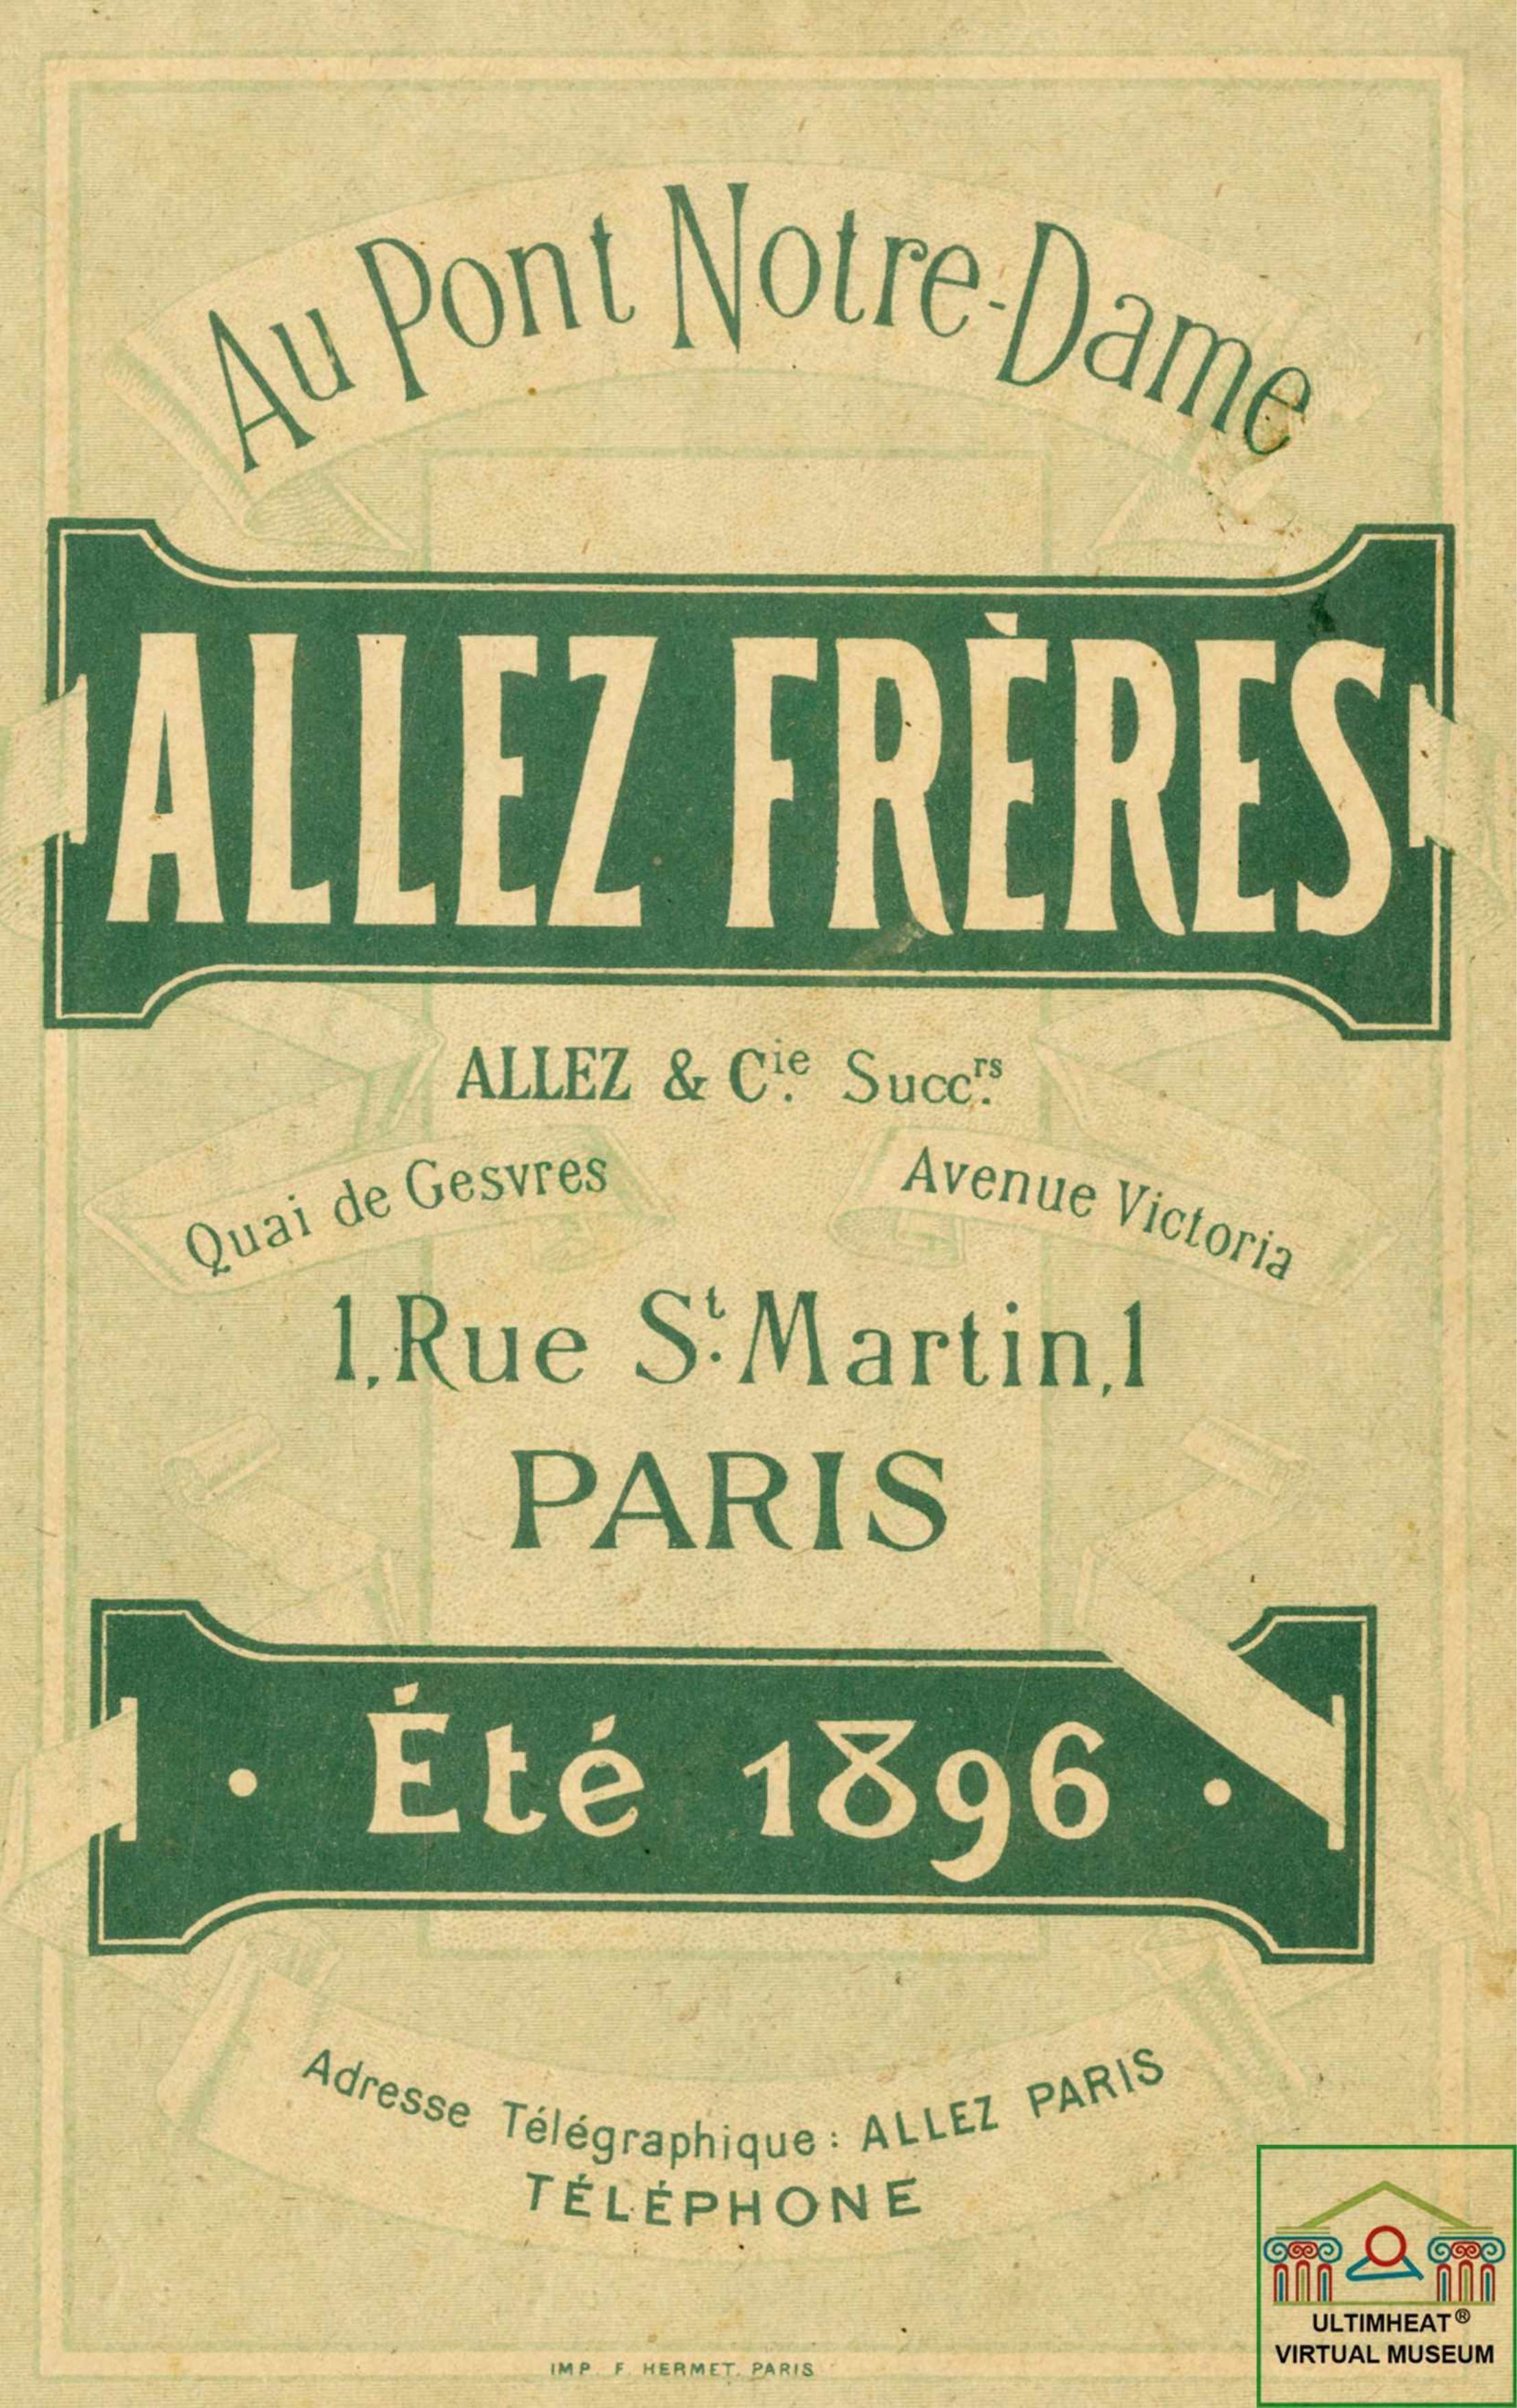 Au Pont Notre-Dame
ALLEZ FRÈRES
ALLEZ & Cie. Succrs.
Quai de Gesvres
Avenue Victoria
1, Rue St. Martin, 1
PARIS
· Été 1896 ·
Adresse Télégraphique : ALLEZ PARIS
TÉLÉPHONE
IMP. F. HERMET. PARIS
ULTIMHEAT®
VIRTUAL MUSEUM